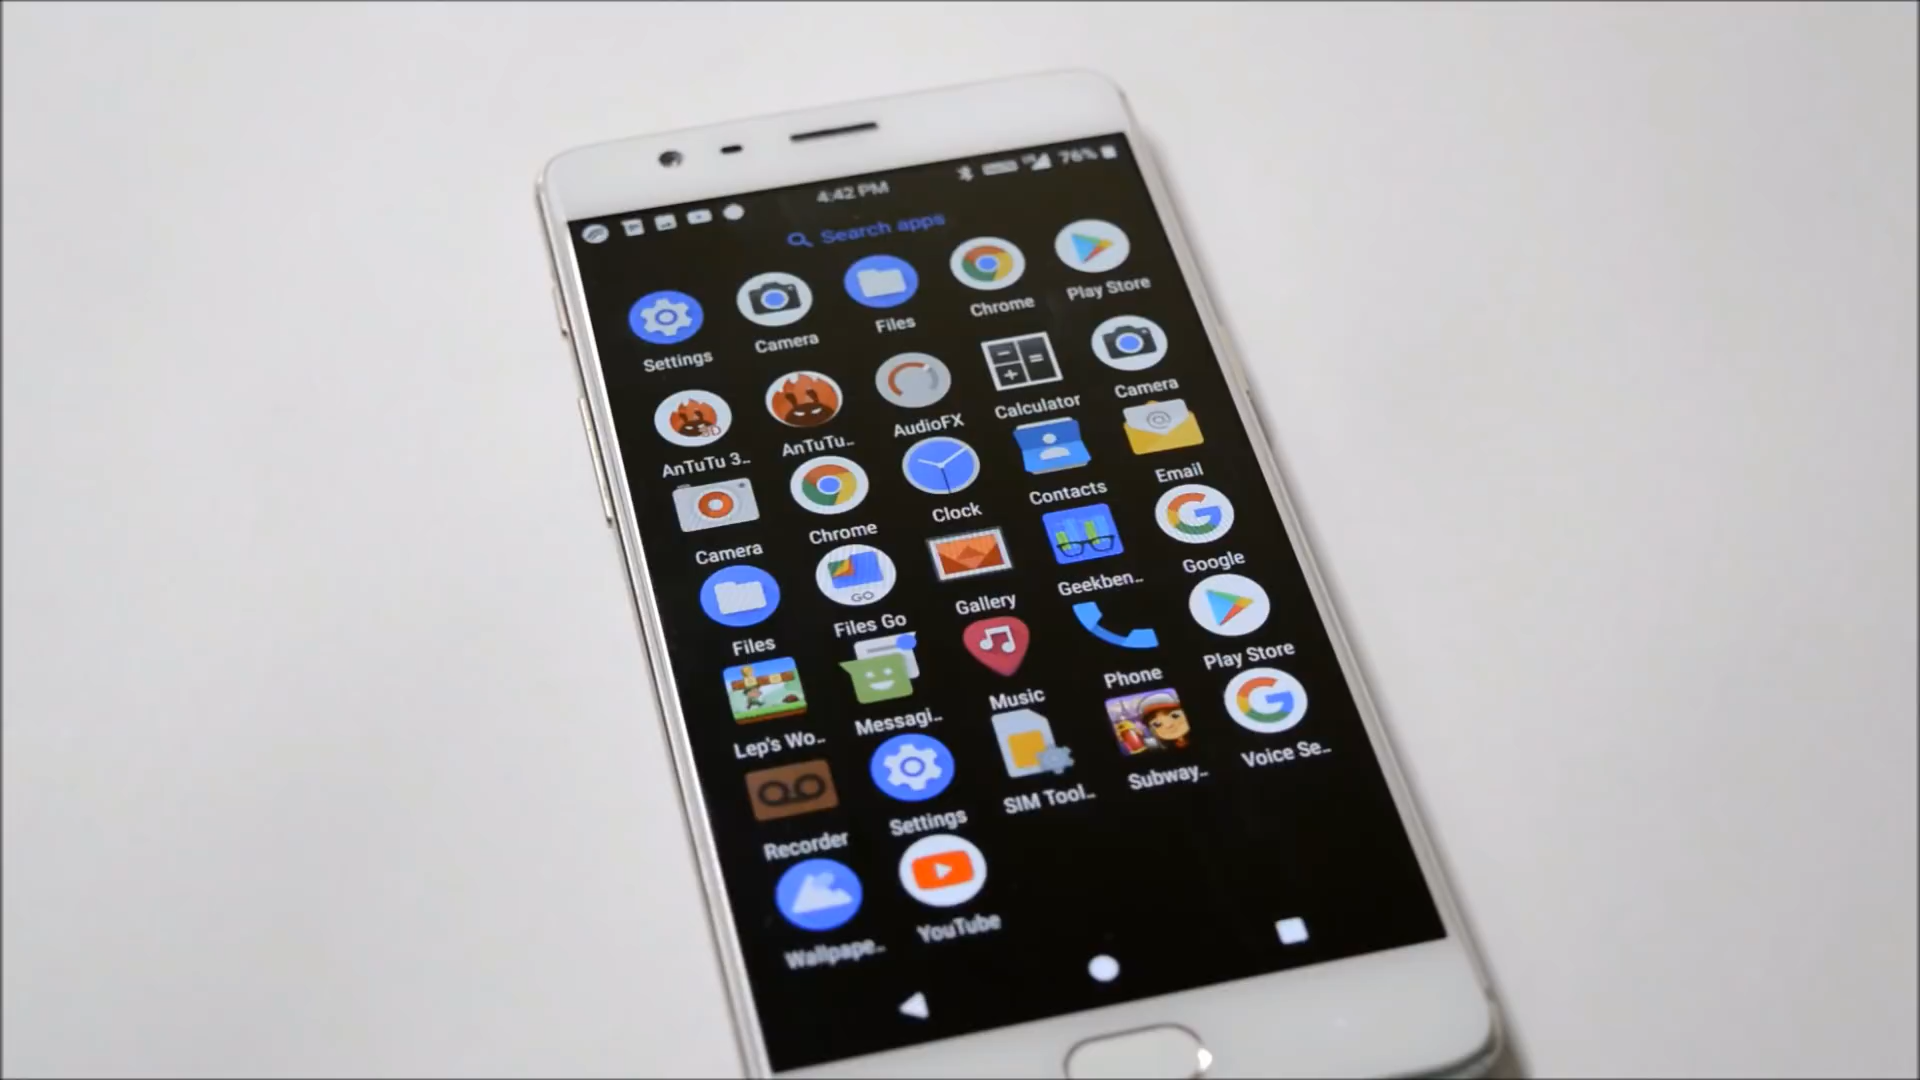 4:42 PM 76%
Search apps
Settings Camera Files Chrome Play Store
AnTuTu 3.. AnTuTu.. AudioFX Calculator Camera
3D
Camera Chrome Clock Contacts Email
GO
Files Files Go Gallery Geekben.. Google
Lep's Wo.. Messagi.. Music Phone Play Store
Recorder Settings SIM Tool.. Subway.. Voice Se..
Wallpape.. YouTube